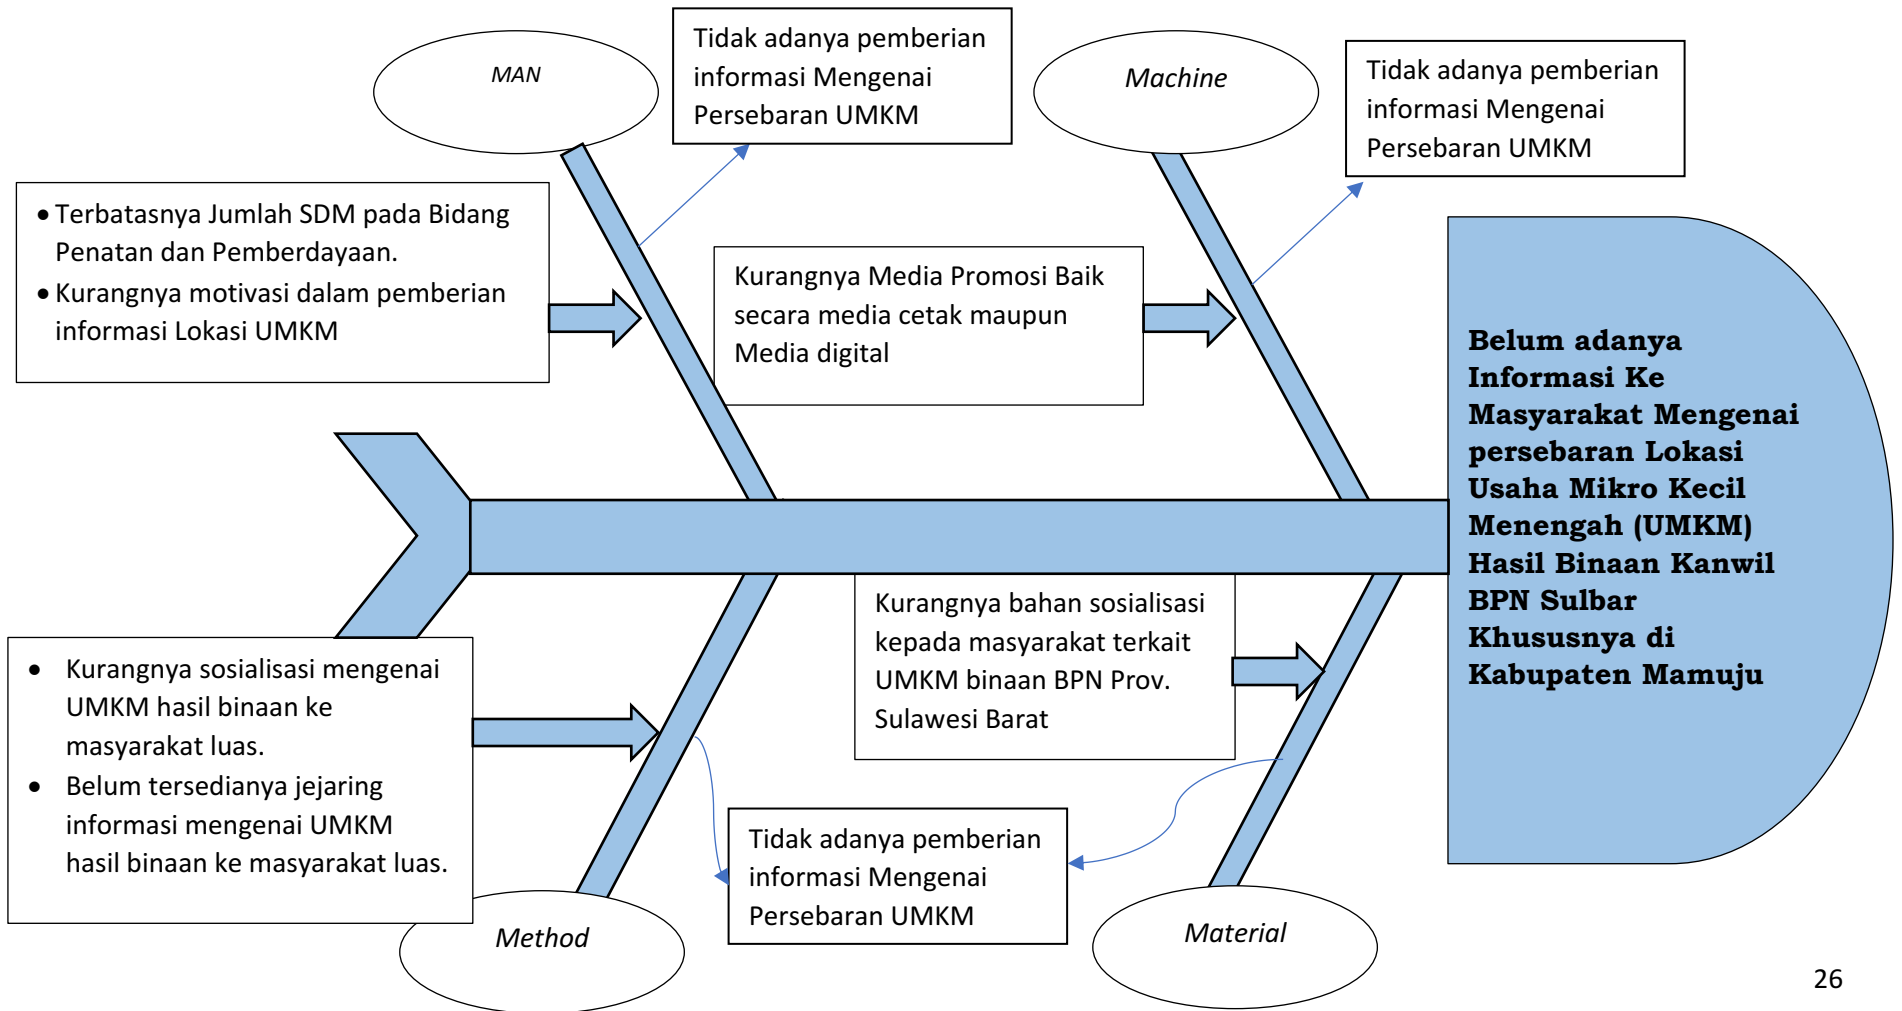 MAN
Tidak adanya pemberian
informasi Mengenai
Persebaran UMKM
Machine
Tidak adanya pemberian
informasi Mengenai
Persebaran UMKM
• Terbatasnya Jumlah SDM pada Bidang
Penatan dan Pemberdayaan.
• Kurangnya motivasi dalam pemberian
informasi Lokasi UMKM
Kurangnya Media Promosi Baik
secara media cetak maupun
Media digital
Belum adanya
Informasi Ke
Masyarakat Mengenai
persebaran Lokasi
Usaha Mikro Kecil
Menengah (UMKM)
Hasil Binaan Kanwil
BPN Sulbar
Khususnya di
Kabupaten Mamuju
• Kurangnya sosialisasi mengenai
UMKM hasil binaan ke
masyarakat luas.
• Belum tersedianya jejaring
informasi mengenai UMKM
hasil binaan ke masyarakat luas.
Kurangnya bahan sosialisasi
kepada masyarakat terkait
UMKM binaan BPN Prov.
Sulawesi Barat
Tidak adanya pemberian
informasi Mengenai
Persebaran UMKM
Method
Material
26